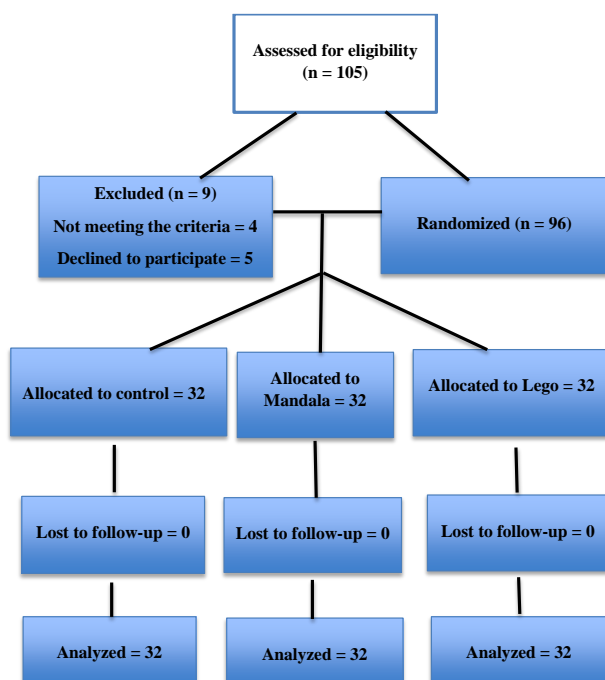 Assessed for eligibility
(n = 105)
Excluded (n = 9)
Not meeting the criteria = 4
Declined to participate = 5
Randomized (n = 96)
Allocated to control = 32
Allocated to
Mandala = 32
Allocated to Lego = 32
Lost to follow-up = 0
Lost to follow-up = 0
Lost to follow-up = 0
Analyzed = 32
Analyzed = 32
Analyzed = 32